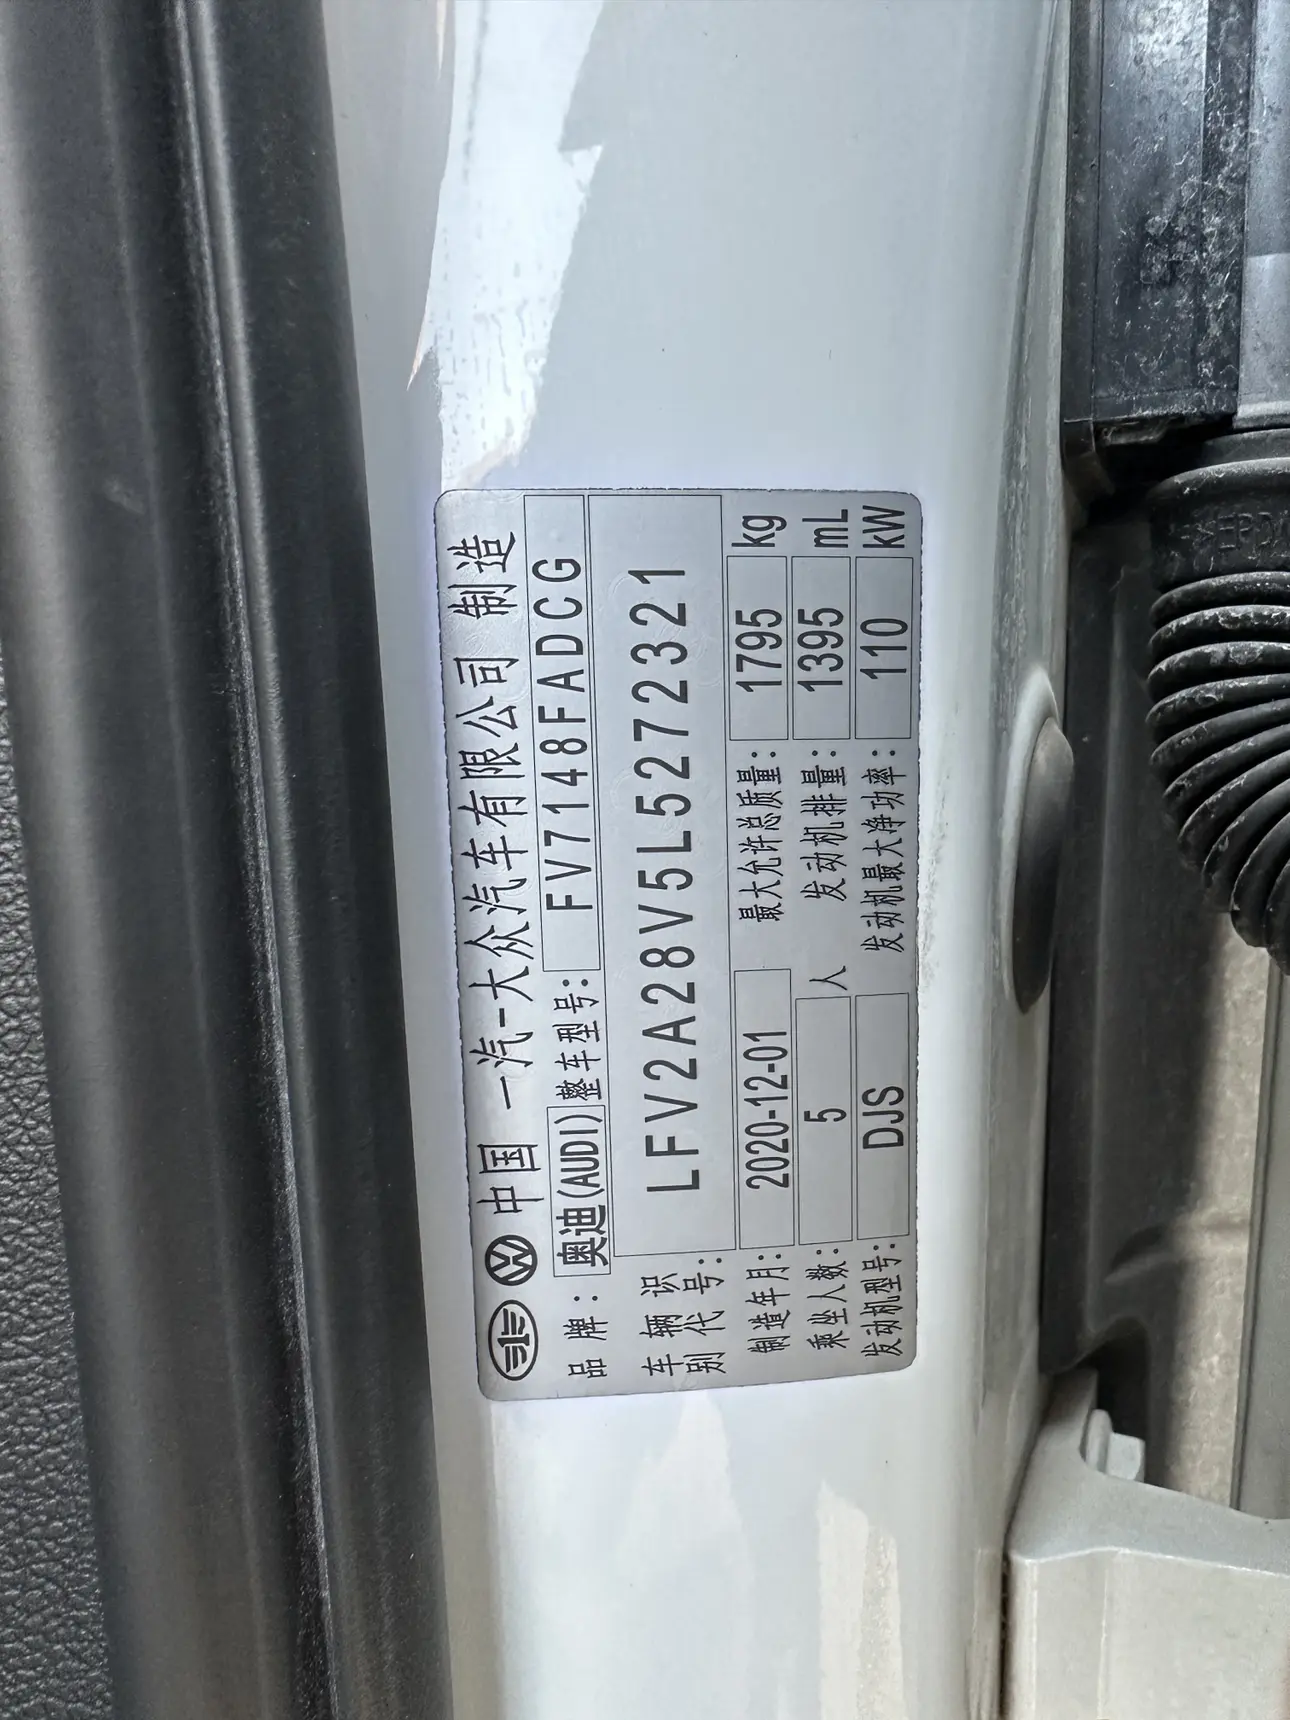 中国 一汽-大众汽车有限公司 制造
品牌： 奥迪(AUDI) 整车型号： FV7148FADCG
车辆识别代号： LFV2A28V5L5272321
制造年月： 2020-12-01 最大允许总质量： 1795 kg
乘坐人数： 5 人 发动机排量： 1395 mL
发动机型号： DJS 发动机最大净功率： 110 kW